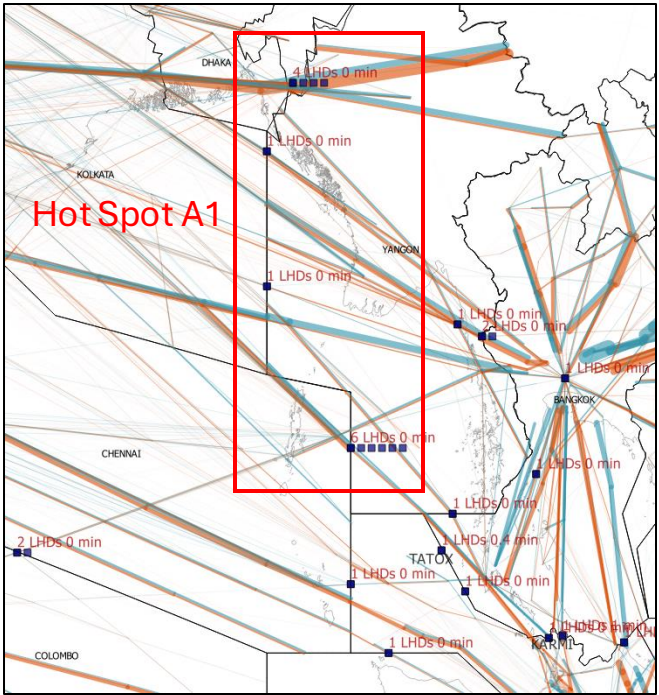 DHAKA
4 LHDs 0 min
1 LHDs 0 min
KOLKATA
Hot Spot A1
YANGON
1 LHDs 0 min
1 LHDs 0 min
2 LHDs 0 min
1 LHDs 0 min
BANGKOK
6 LHDs 0 min
CHENNAI
1 LHDs min
1 LHDs 0 min
1 LHDs 0.4 min
2 LHDs 0 min
TATOX
1 LHDs 0 min
1 LHDs 0 min
KARMI
1 LHDs 0 min
COLOMBO